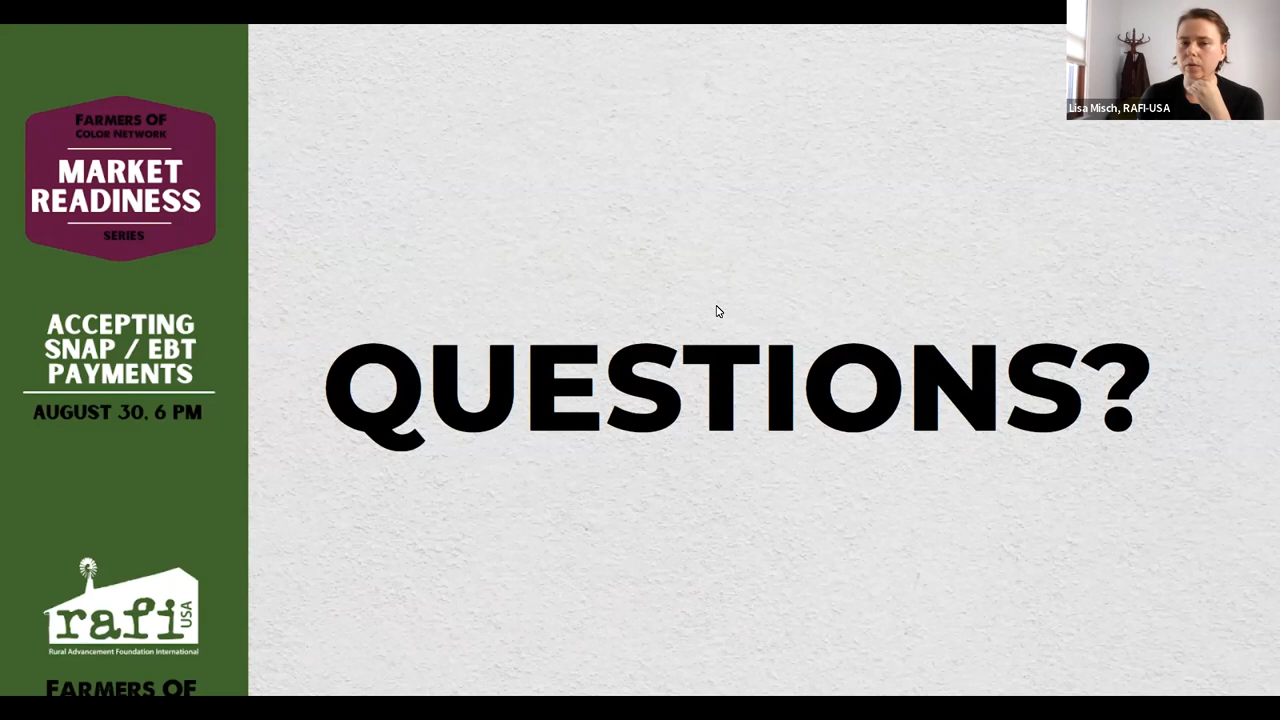 FARMERS OF
COLOR NETWORK
MARKET
READINESS
SERIES
ACCEPTING
SNAP / EBT
PAYMENTS
AUGUST 30, 6 PM
rafi
USA
Rural Advancement Foundation International
FARMERS OF
QUESTIONS?
Lisa Misch, RAFI-USA